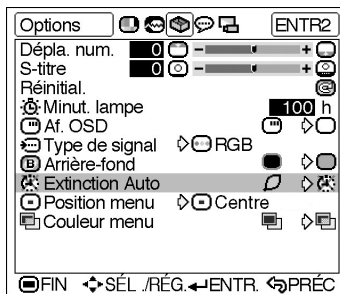 Options ENTR2
Dépla. num. 0 - +
S-titre 0 - +
Réinitial.
Minut. lampe 100 h
Af. OSD
Type de signal RGB
B Arrière-fond
Extinction Auto
Position menu Centre
Couleur menu
FIN SÉL ./RÉG. ENTR. PRÉC